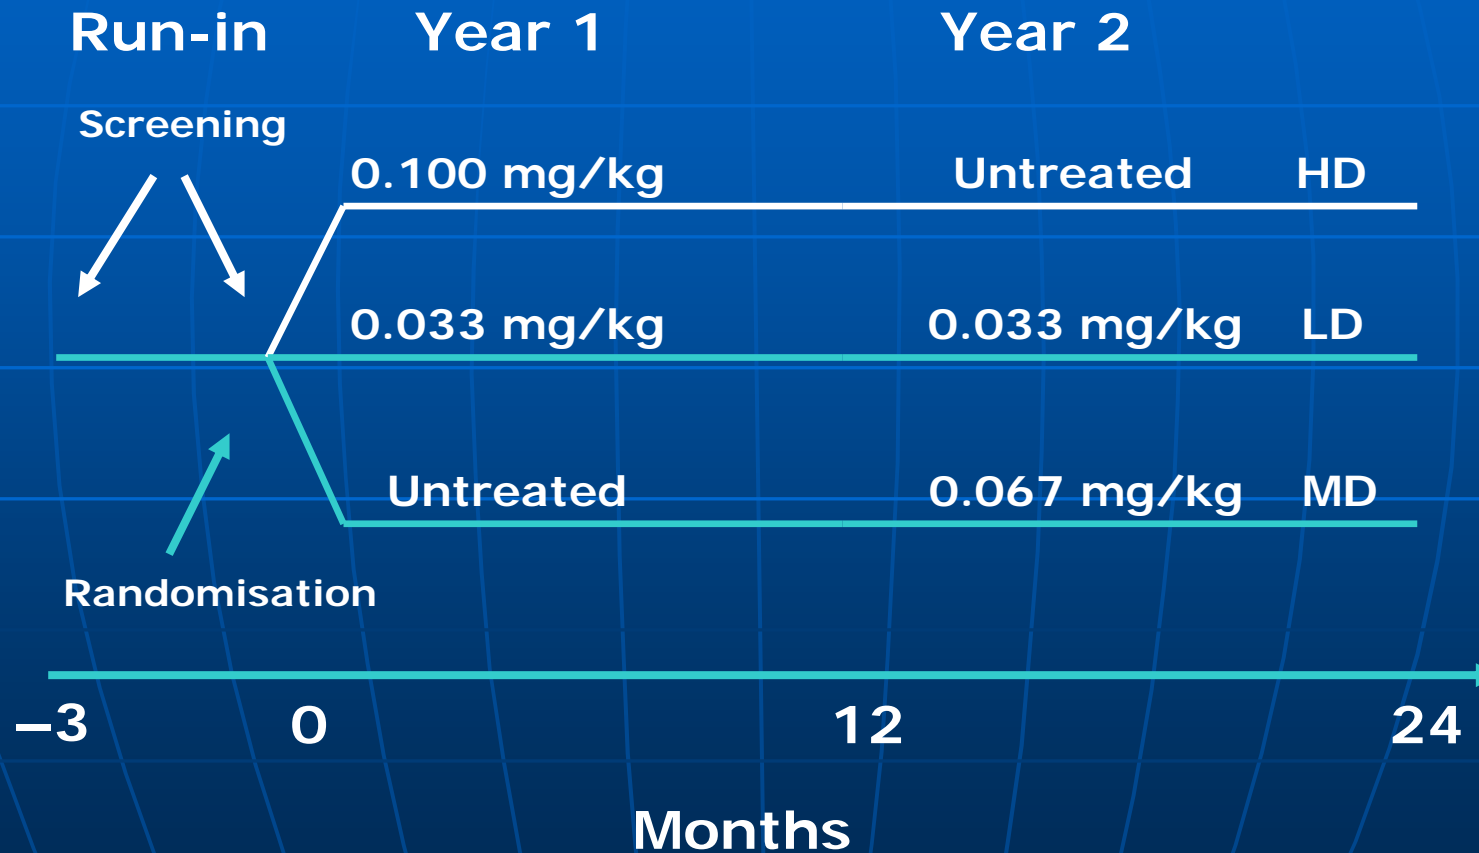 Run-in Year 1 Year 2
Screening
0.100 mg/kg Untreated HD
0.033 mg/kg 0.033 mg/kg LD
Untreated 0.067 mg/kg MD
Randomisation
–3 0 12 24
Months